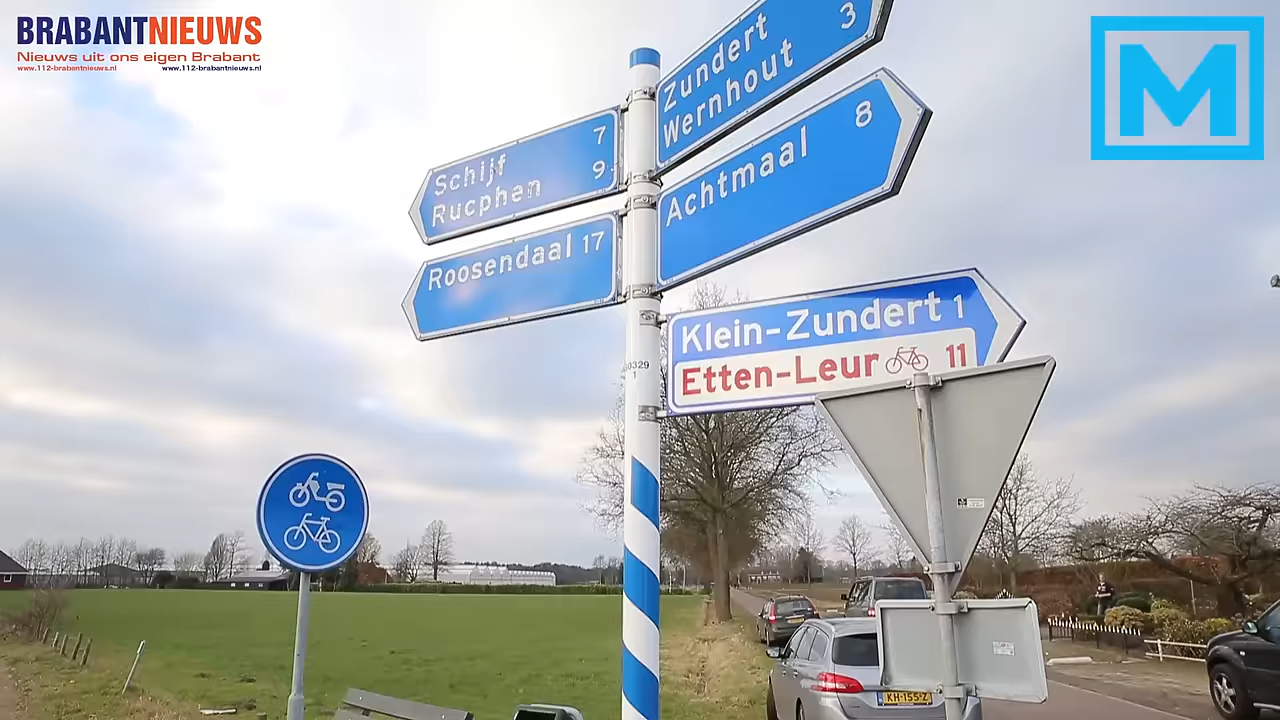 BRABANTNIEUWS
Nieuws uit ons eigen Brabant
www.112-brabantnieuws.nl www.112-brabantnieuws.nl
M
Zundert 3
Wernhout
Schijf 7
Rucphen 9
Achtmaal 8
Roosendaal 17
Klein-Zundert 1
Etten-Leur 11
KH-155-Z